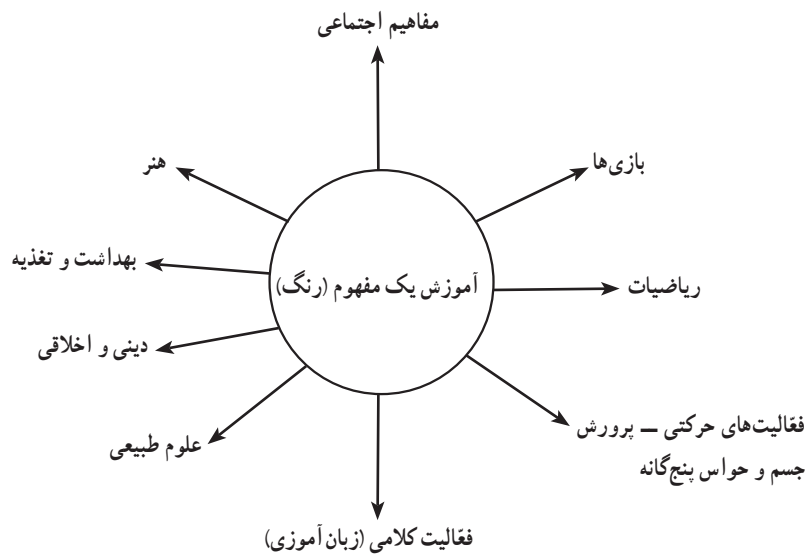 مفاهیم اجتماعی
بازی‌ها
هنر
بهداشت و تغذیه
آموزش یک مفهوم (رنگ)
ریاضیات
دینی و اخلاقی
علوم طبیعی
فعّالیت‌های حرکتی ــ پرورش
جسم و حواس پنج‌گانه
فعّالیت کلامی (زبان‌آموزی)